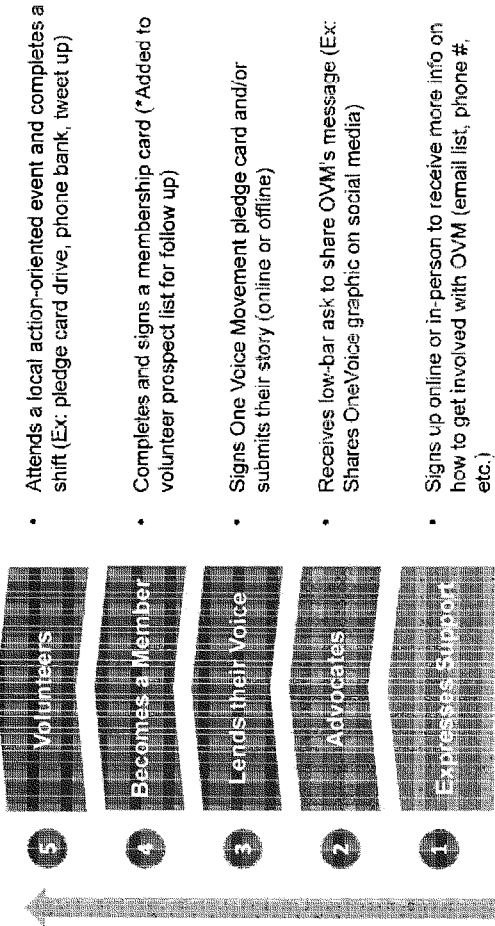 5
Volunteers
• Attends a local action-oriented event and completes a
shift (Ex: pledge card drive, phone bank, tweet up)
4
Becomes a Member
• Completes and signs a membership card (*Added to
volunteer prospect list for follow up)
3
Lends their Voice
• Signs One Voice Movement pledge card and/or
submits their story (online or offline)
2
Advocates
• Receives low-bar ask to share OVM's message (Ex:
Shares OneVoice graphic on social media)
1
Expresses Support
• Signs up online or in-person to receive more info on
how to get involved with OVM (email list, phone #,
etc.)